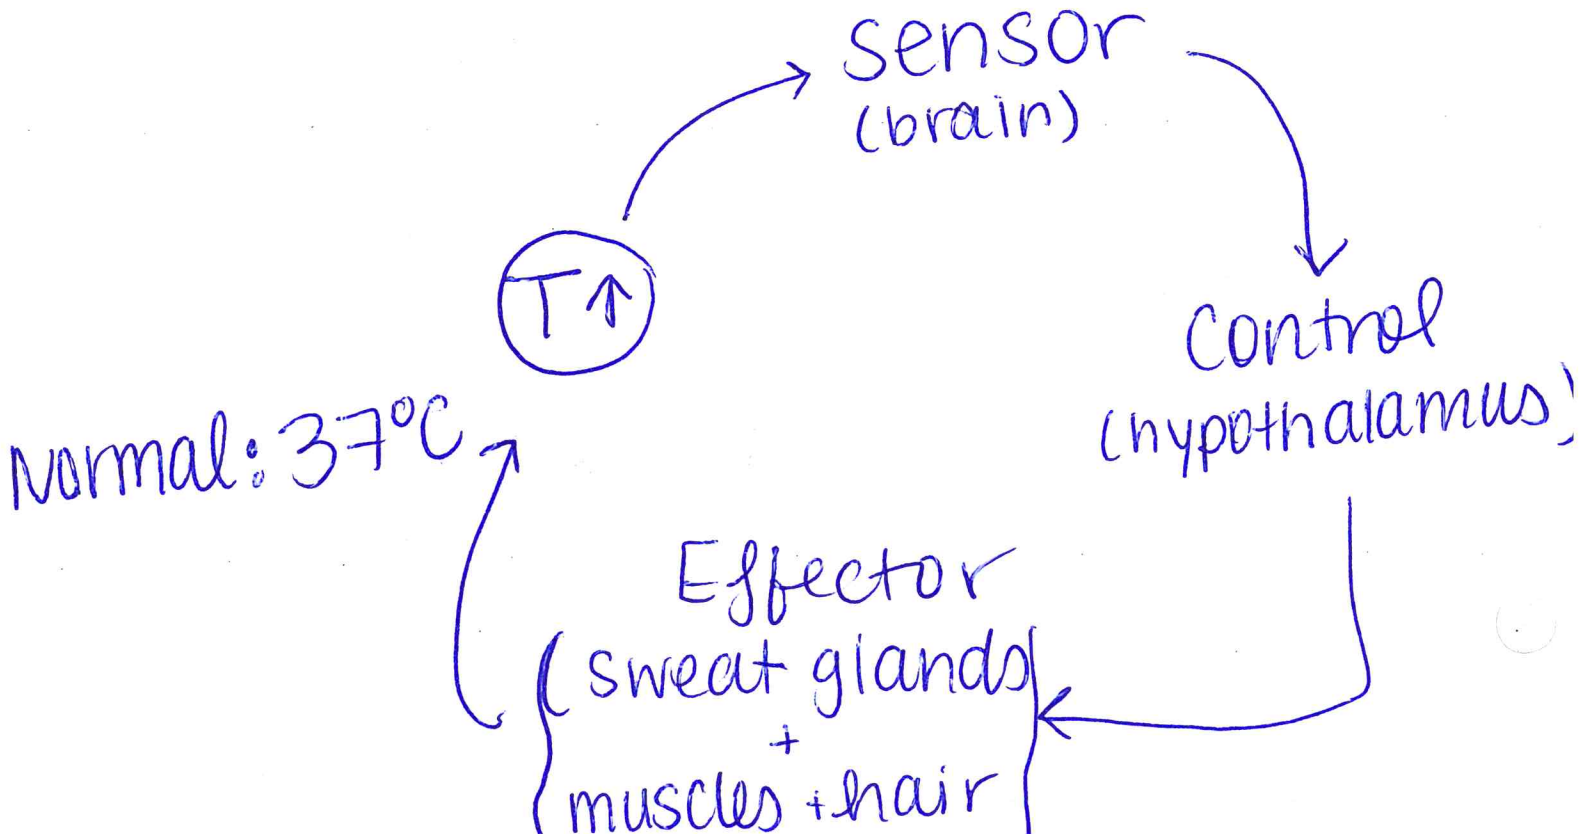 sensor
(brain)
T↑
Control
(hypothalamus)
Normal: 37°C
Effector
(sweat glands
+
muscles + hair